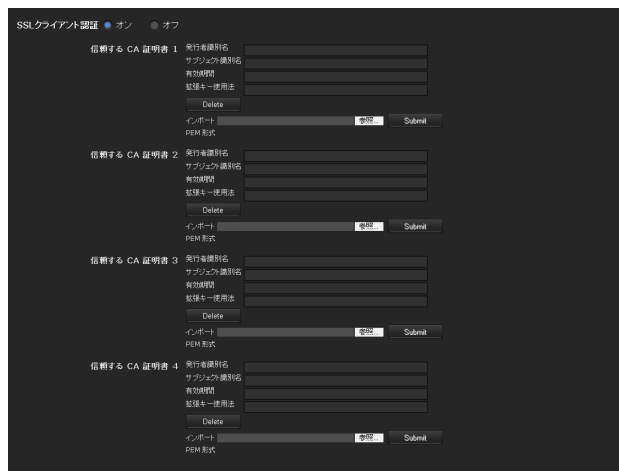 SSLクライアント認証 オン オフ
信頼する CA 証明書 1 発行者識別名
サブジェクト識別名
有効期間
拡張キー使用法
Delete
インポート 参照... Submit
PEM 形式
信頼する CA 証明書 2 発行者識別名
サブジェクト識別名
有効期間
拡張キー使用法
Delete
インポート 参照... Submit
PEM 形式
信頼する CA 証明書 3 発行者識別名
サブジェクト識別名
有効期間
拡張キー使用法
Delete
インポート 参照... Submit
PEM 形式
信頼する CA 証明書 4 発行者識別名
サブジェクト識別名
有効期間
拡張キー使用法
Delete
インポート 参照... Submit
PEM 形式